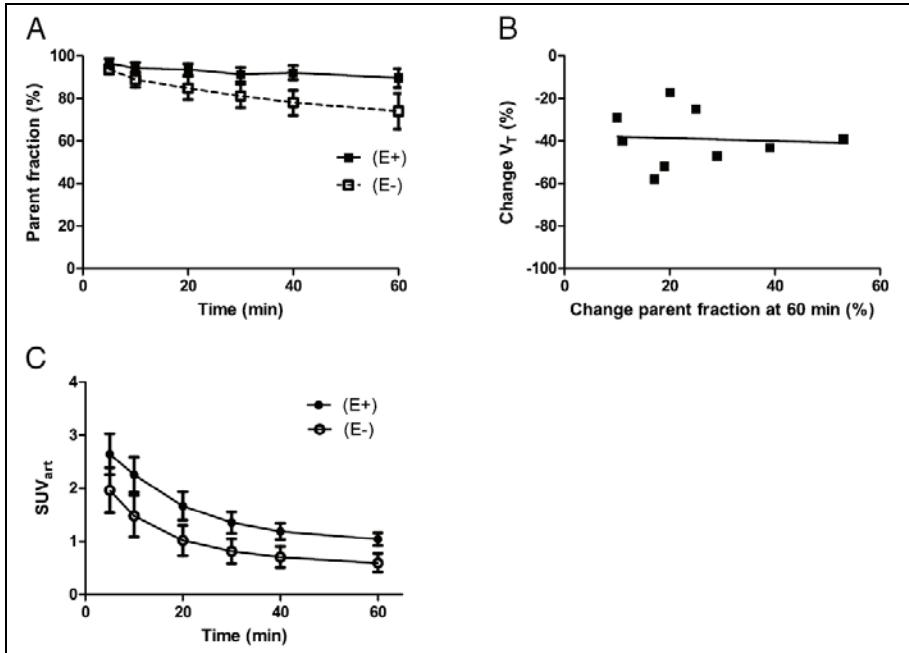 A
Parent fraction (%)
100
80
60
40
20
0
(E+)
(E-)
0 20 40 60
Time (min)
B
Change V_T (%)
0
-20
-40
-60
-80
-100
0 20 40 60
Change parent fraction at 60 min (%)
C
SUV_art
4
3
2
1
0
(E+)
(E-)
0 20 40 60
Time (min)